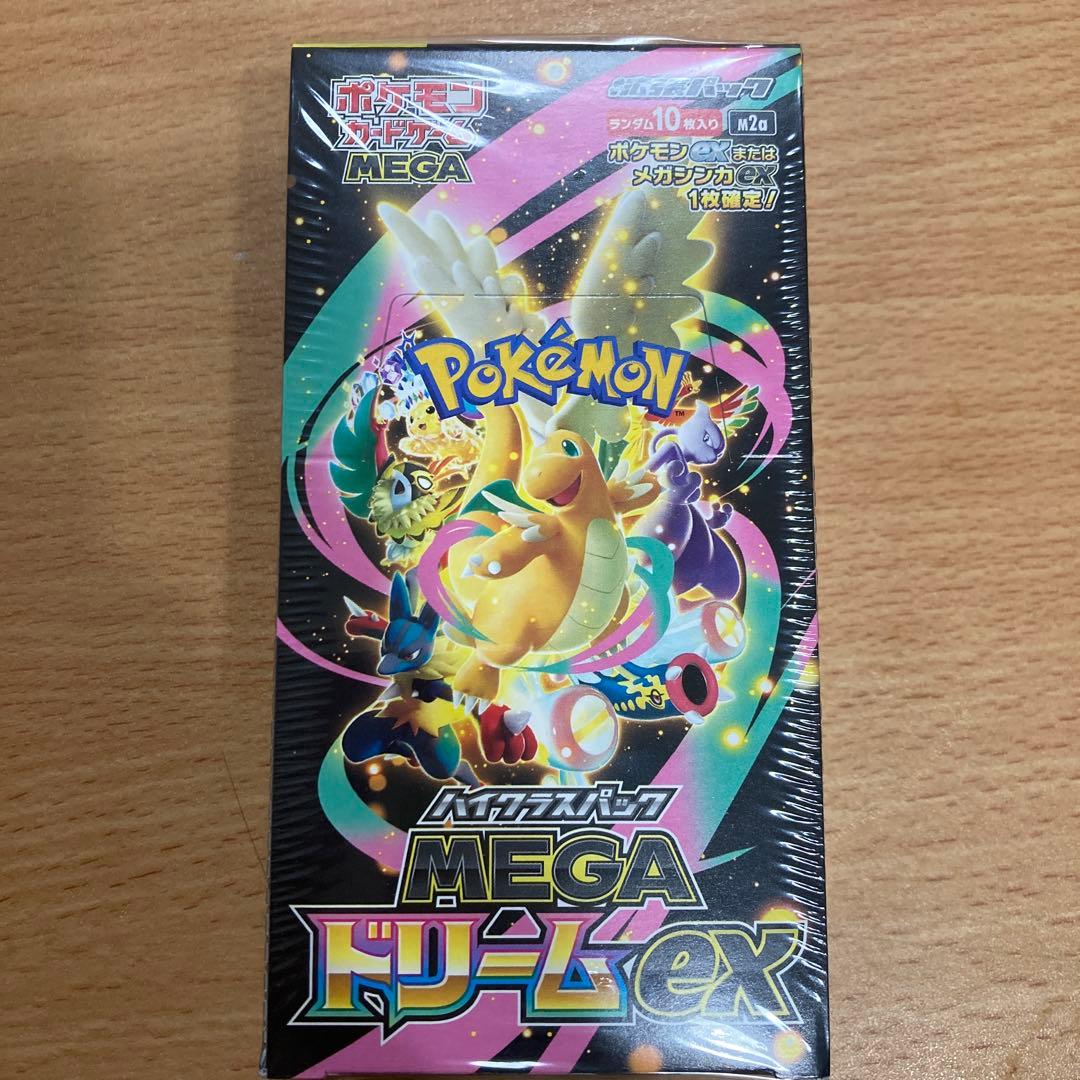 ポケモン
カードゲーム™
MEGA
拡張パック
ランダム10枚入り
M2a
ポケモンexまたは
メガシンカex
1枚確定!
POKéMON™
ハイクラスパック
MEGA
ドリームex